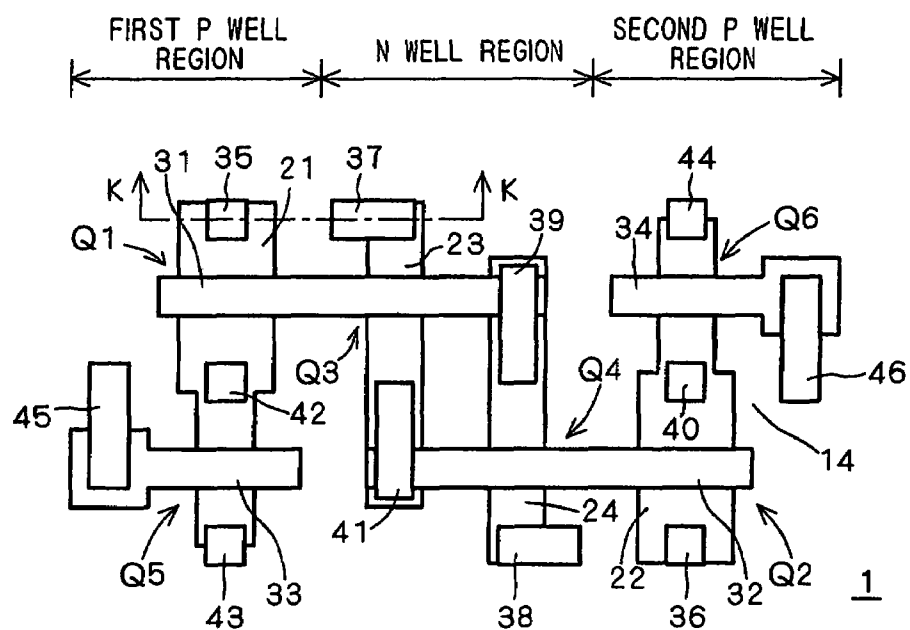 FIRST P WELL REGION
N WELL REGION
SECOND P WELL REGION
31 35 21 37 44
K K
39
Q1 23 34 Q6
Q3 Q4
45 42 40 46
14
41 24
Q5 33 22 32 Q2
43 38 36 1